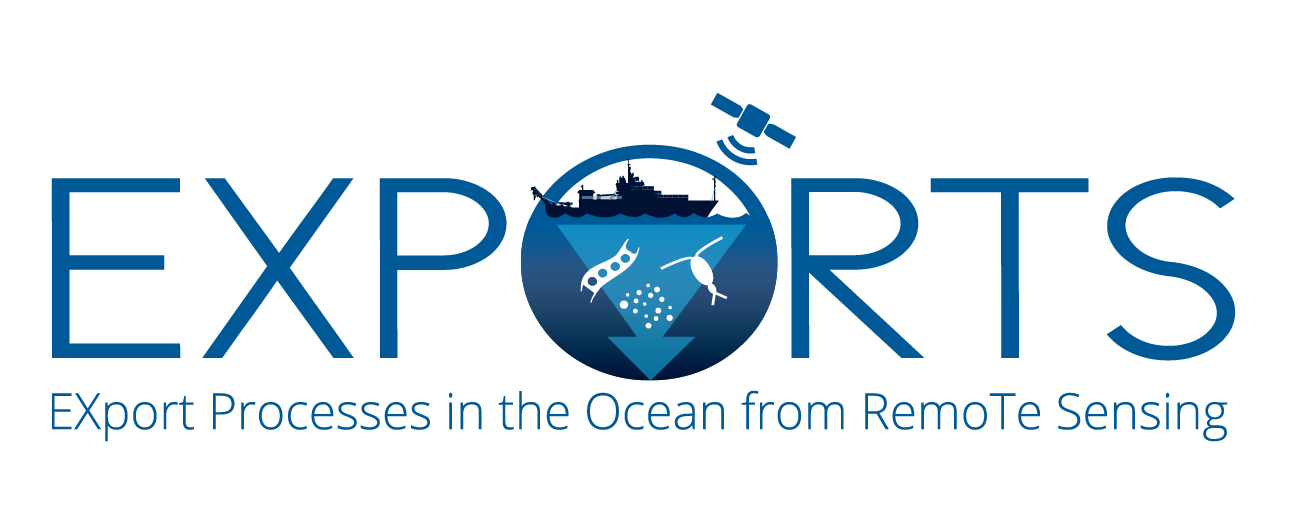 EXPORTS
EXport Processes in the Ocean from RemoTe Sensing